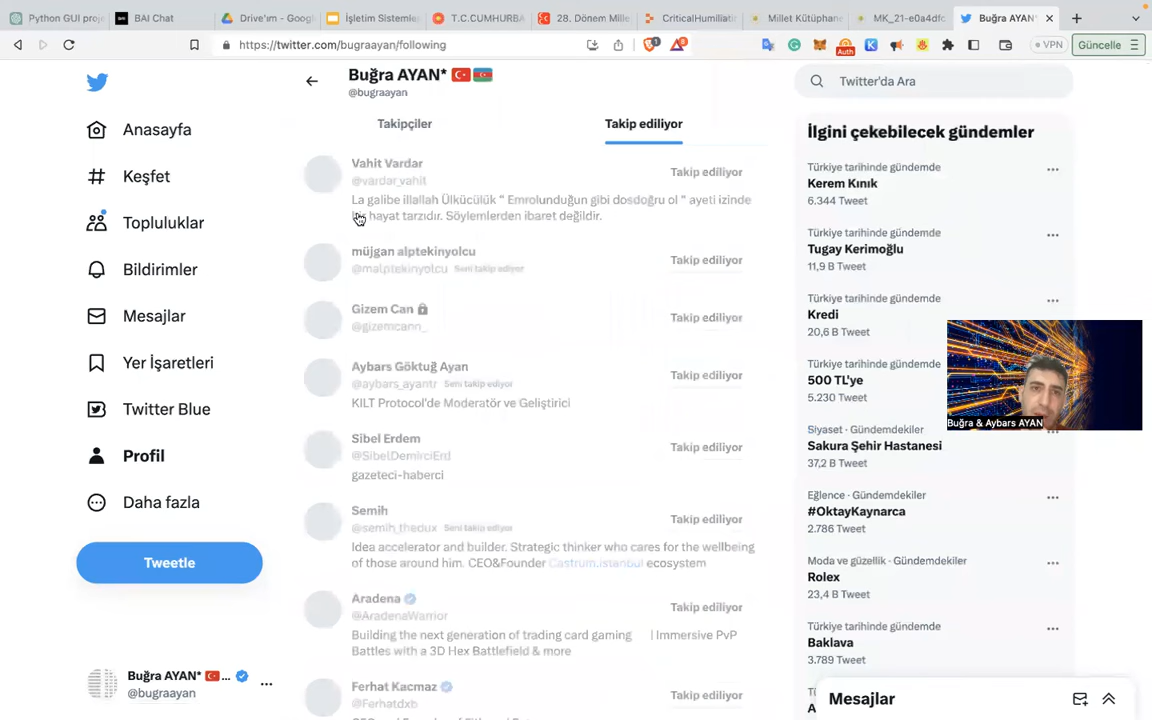 Python GUI proje
BAI Chat
Drive'ım - Googl
İşletim Sistemle
T.C.CUMHURBA
28. Dönem Mille
CriticalHumiliati
Millet Kütüphane
MK_21-e0a4dfc
Buğra AYAN*
https://twitter.com/bugraayan/following
Auth
VPN
Güncelle
Anasayfa
Keşfet
Topluluklar
Bildirimler
Mesajlar
Yer İşaretleri
Twitter Blue
Profil
Daha fazla
Tweetle
Buğra AYAN* ...
@bugraayan
Buğra AYAN*
@bugraayan
Takipçiler
Takip ediliyor
Vahit Vardar
@vardar_vahit
Takip ediliyor
La galibe illallah Ülkücülük " Emrolunduğun gibi dosdoğru ol " ayeti izinde
hayat tarzıdır. Söylemlerden ibaret değildir.
müjgan alptekinyolcu
@malptekinyolcu Seni takip ediyor
Takip ediliyor
Gizem Can
@gizemcann_
Takip ediliyor
Aybars Göktuğ Ayan
@aybars_ayantr Seni takip ediyor
Takip ediliyor
KILT Protocol'de Moderatör ve Geliştirici
Sibel Erdem
@SibelDemirciErd
Takip ediliyor
gazeteci-haberci
Semih
@semih_thedux Seni takip ediyor
Takip ediliyor
Idea accelerator and builder. Strategic thinker who cares for the wellbeing
of those around him. CEO&Founder Castrum.istanbul ecosystem
Aradena
@AradenaWarrior
Takip ediliyor
Building the next generation of trading card gaming | Immersive PvP
Battles with a 3D Hex Battlefield & more
Ferhat Kacmaz
@Ferhatdxb
Takip ediliyor
Twitter'da Ara
İlgini çekebilecek gündemler
Türkiye tarihinde gündemde
Kerem Kınık
6.344 Tweet
Türkiye tarihinde gündemde
Tugay Kerimoğlu
11,9 B Tweet
Türkiye tarihinde gündemde
Kredi
20,6 B Tweet
Türkiye tarihinde gündemde
500 TL'ye
5.230 Tweet
Siyaset · Gündemdekiler
Sakura Şehir Hastanesi
37,2 B Tweet
Eğlence · Gündemdekiler
#OktayKaynarca
2.786 Tweet
Moda ve güzellik · Gündemdekiler
Rolex
23,4 B Tweet
Türkiye tarihinde gündemde
Baklava
3.789 Tweet
Buğra & Aybars AYAN
Mesajlar